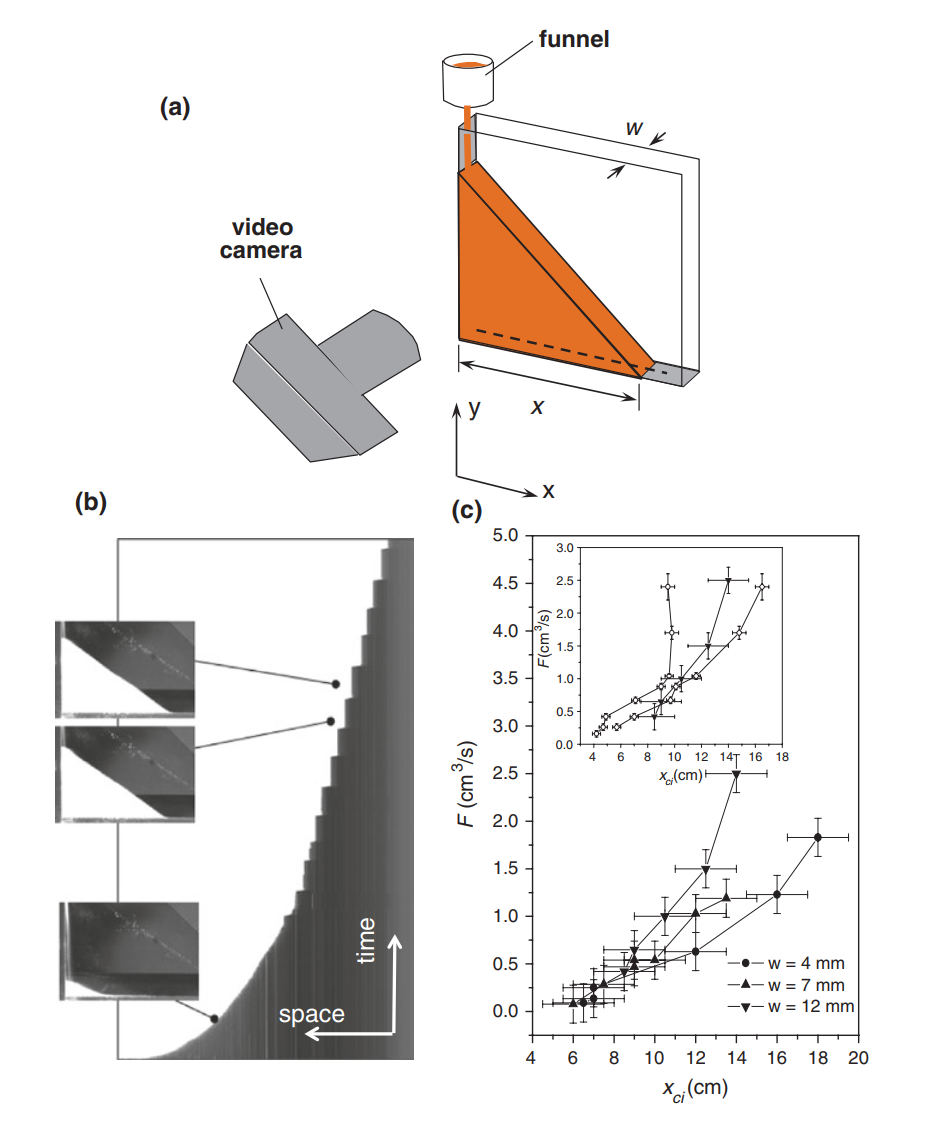 (a)
funnel
w
video
camera
x
y
x
(b)
time
space
(c)
5.0
4.5
4.0
3.5
3.0
2.5
2.0
1.5
1.0
0.5
0.0
F (cm³/s)
4 6 8 10 12 14 16 18 20
x_ci (cm)
w = 4 mm
w = 7 mm
w = 12 mm
3.0
2.5
2.0
1.5
1.0
0.5
0.0
F(cm³/s)
4 6 8 10 12 14 16 18
x_ci(cm)